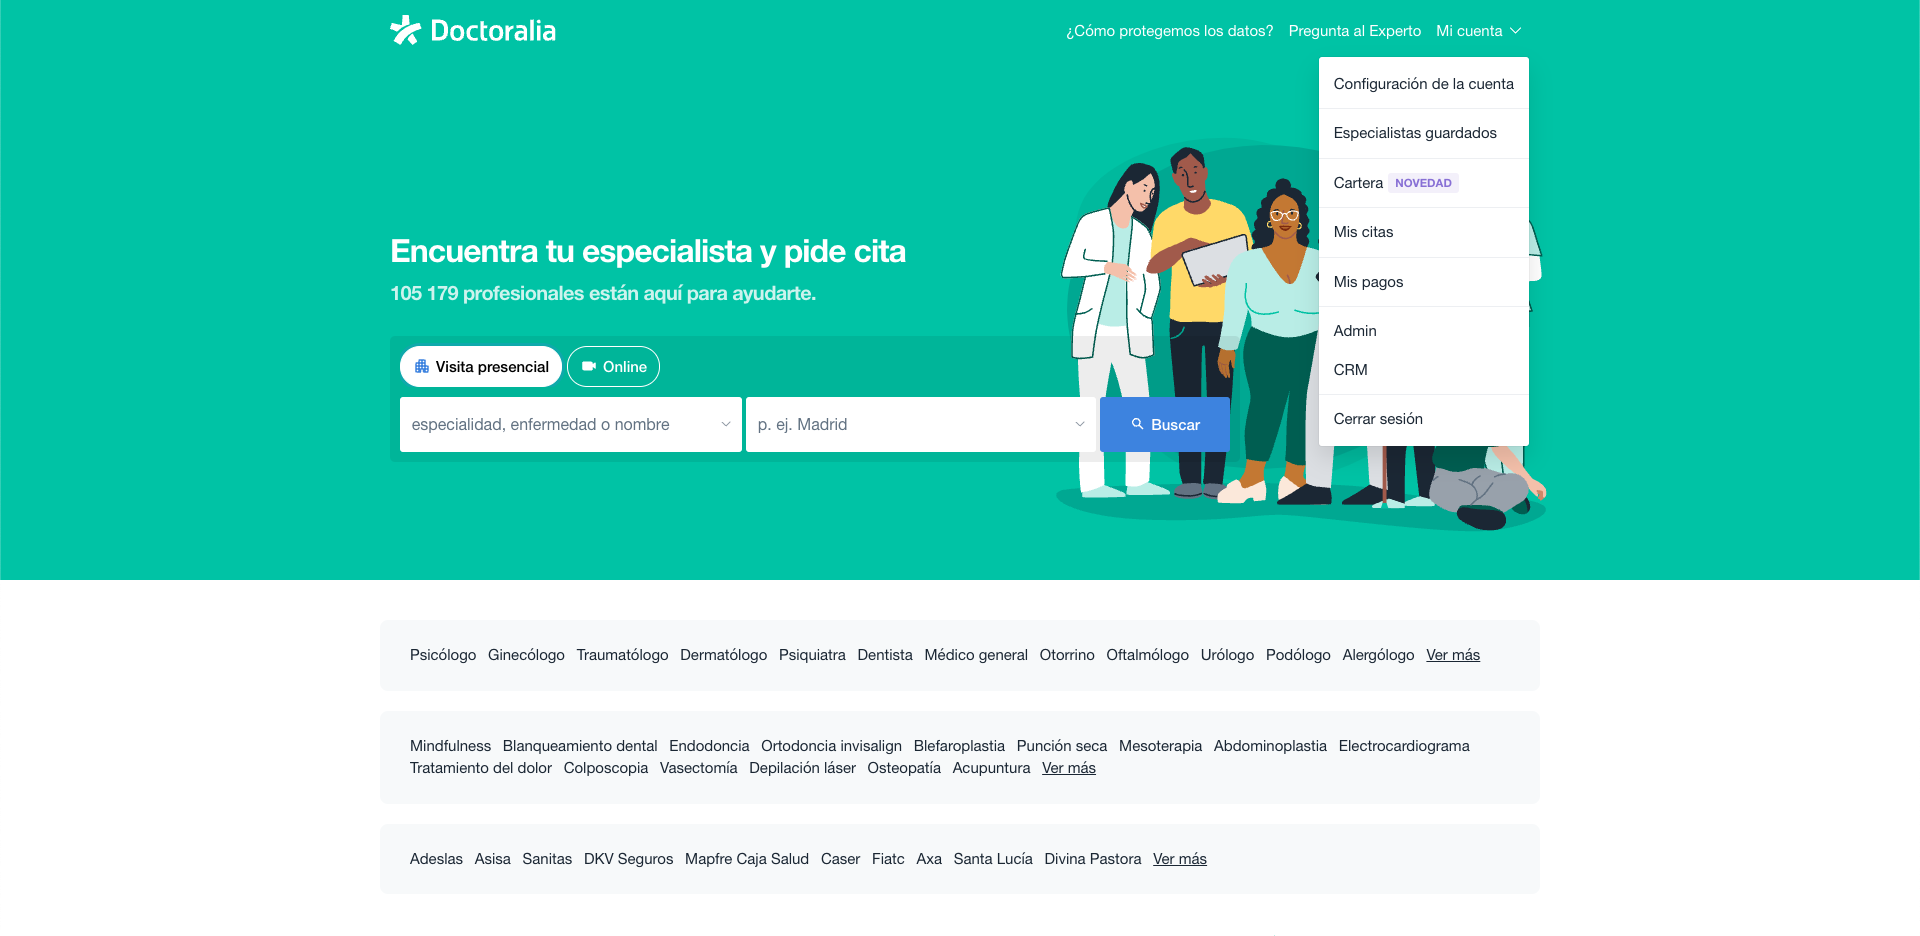 Doctoralia
¿Cómo protegemos los datos? Pregunta al Experto Mi cuenta
Configuración de la cuenta
Especialistas guardados
Cartera NOVEDAD
Mis citas
Mis pagos
Admin
CRM
Cerrar sesión
Encuentra tu especialista y pide cita
105 179 profesionales están aquí para ayudarte.
Visita presencial Online
especialidad, enfermedad o nombre p. ej. Madrid Buscar
Psicólogo Ginecólogo Traumatólogo Dermatólogo Psiquiatra Dentista Médico general Otorrino Oftalmólogo Urólogo Podólogo Alergólogo Ver más
Mindfulness Blanqueamiento dental Endodoncia Ortodoncia invisalign Blefaroplastia Punción seca Mesoterapia Abdominoplastia Electrocardiograma
Tratamiento del dolor Colposcopia Vasectomía Depilación láser Osteopatía Acupuntura Ver más
Adeslas Asisa Sanitas DKV Seguros Mapfre Caja Salud Caser Fiatc Axa Santa Lucía Divina Pastora Ver más